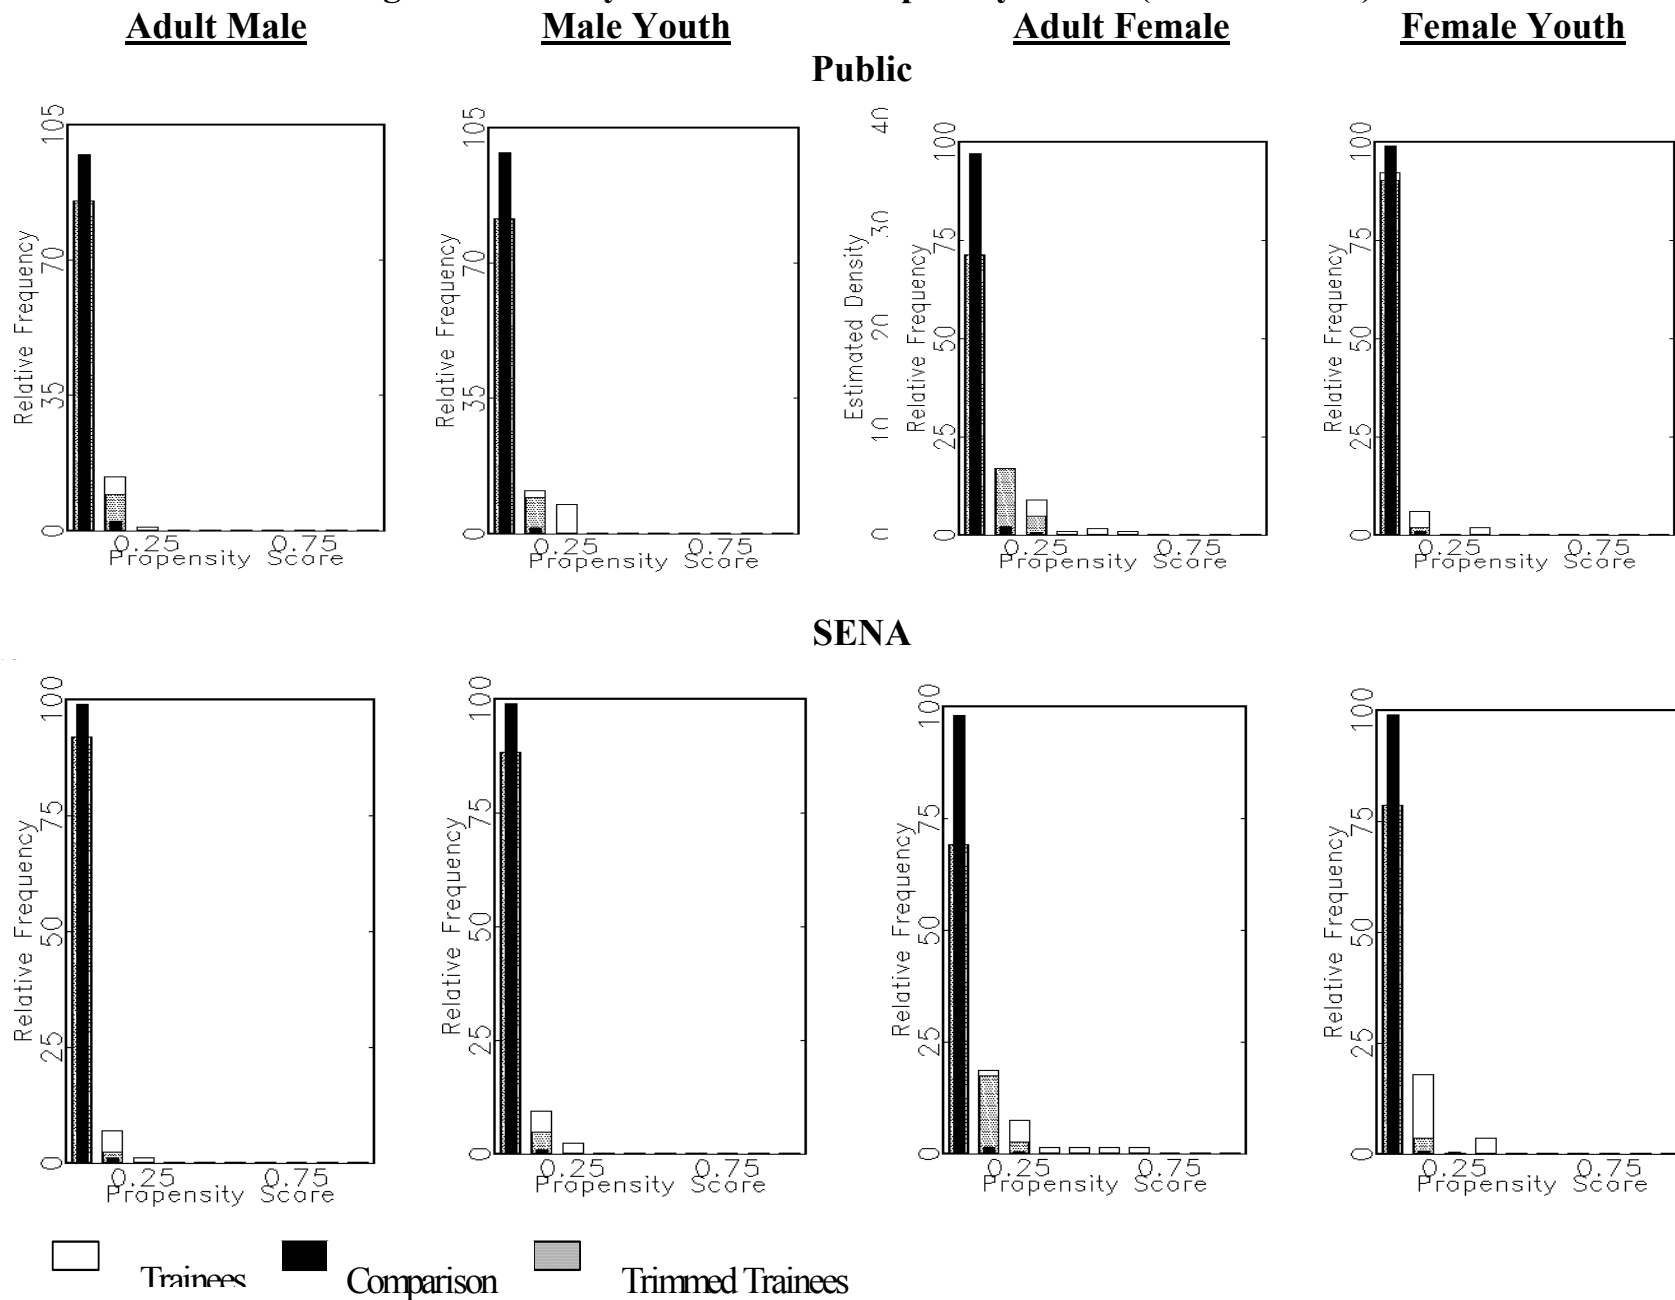 Adult Male Male Youth Adult Female Female Youth
Public
105
70
35
0
Relative Frequency
0.25 0.75
Propensity Score
105
70
35
0
Relative Frequency
0.25 0.75
Propensity Score
40
30
20
10
0
Estimated Density
100
75
50
25
0
Relative Frequency
0.25 0.75
Propensity Score
100
75
50
25
0
Relative Frequency
0.25 0.75
Propensity Score
SENA
100
75
50
25
0
Relative Frequency
0.25 0.75
Propensity Score
100
75
50
25
0
Relative Frequency
0.25 0.75
Propensity Score
100
75
50
25
0
Relative Frequency
0.25 0.75
Propensity Score
100
75
50
25
0
Relative Frequency
0.25 0.75
Propensity Score
Trainees Comparison Trimmed Trainees